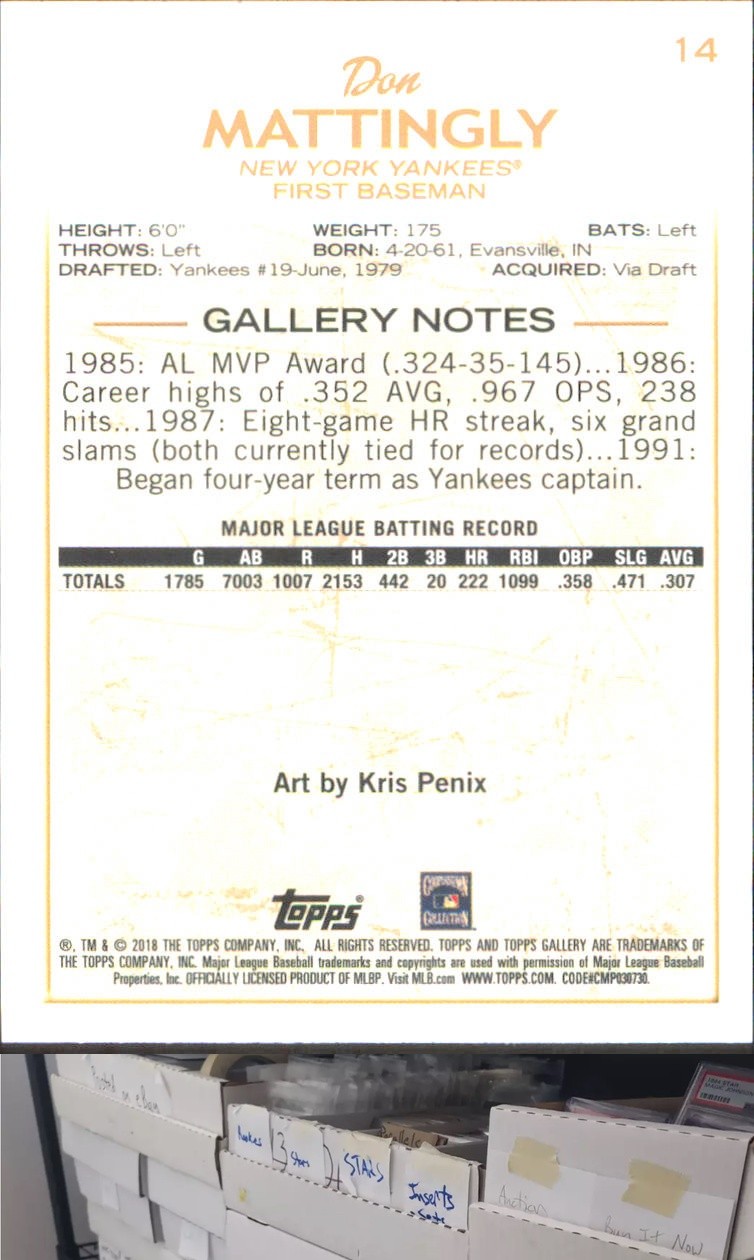 14
Don
MATTINGLY
NEW YORK YANKEES®
FIRST BASEMAN
HEIGHT: 6'0" WEIGHT: 175 BATS: Left
THROWS: Left BORN: 4-20-61, Evansville, IN
DRAFTED: Yankees #19-June, 1979 ACQUIRED: Via Draft
GALLERY NOTES
1985: AL MVP Award (.324-35-145)...1986:
Career highs of .352 AVG, .967 OPS, 238
hits...1987: Eight-game HR streak, six grand
slams (both currently tied for records)...1991:
Began four-year term as Yankees captain.
MAJOR LEAGUE BATTING RECORD
G AB R H 2B 3B HR RBI OBP SLG AVG
TOTALS 1785 7003 1007 2153 442 20 222 1099 .358 .471 .307
Art by Kris Penix
Topps®
COOPERSTOWN
COLLECTION
®, TM & © 2018 THE TOPPS COMPANY, INC. ALL RIGHTS RESERVED. TOPPS AND TOPPS GALLERY ARE TRADEMARKS OF
THE TOPPS COMPANY, INC. Major League Baseball trademarks and copyrights are used with permission of Major League Baseball
Properties, Inc. OFFICIALLY LICENSED PRODUCT OF MLBP. Visit MLB.com WWW.TOPPS.COM. CODE#CMP030730.
Posted on eBay
Rookies
3
Stars
STARS
Parallels
Inserts
Auction
Buy It Now
MAGIC JOHNSON